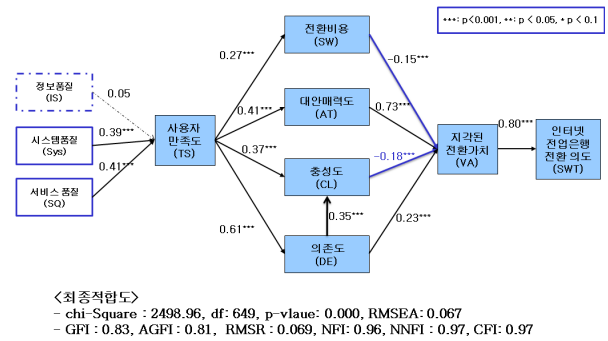 ***: p<0.001, **: p < 0.05, * p < 0.1
전환비용
(SW)
0.27***
−0.15***
정보품질
(IS)
0.05
대안매력도
(AT)
0.41***
0.73***
시스템품질
(Sys)
0.39***
사용자
만족도
(TS)
지각된
전환가치
(VA)
0.80***
인터넷
전업은행
전환 의도
(SWT)
0.37***
충성도
(CL)
−0.18***
서비스 품질
(SQ)
0.41***
0.35***
0.61***
0.23***
의존도
(DE)
<최종적합도>
- chi-Square : 2498.96, df: 649, p-vlaue: 0.000, RMSEA: 0.067
- GFI : 0.83, AGFI : 0.81, RMSR : 0.069, NFI: 0.96, NNFI : 0.97, CFI: 0.97